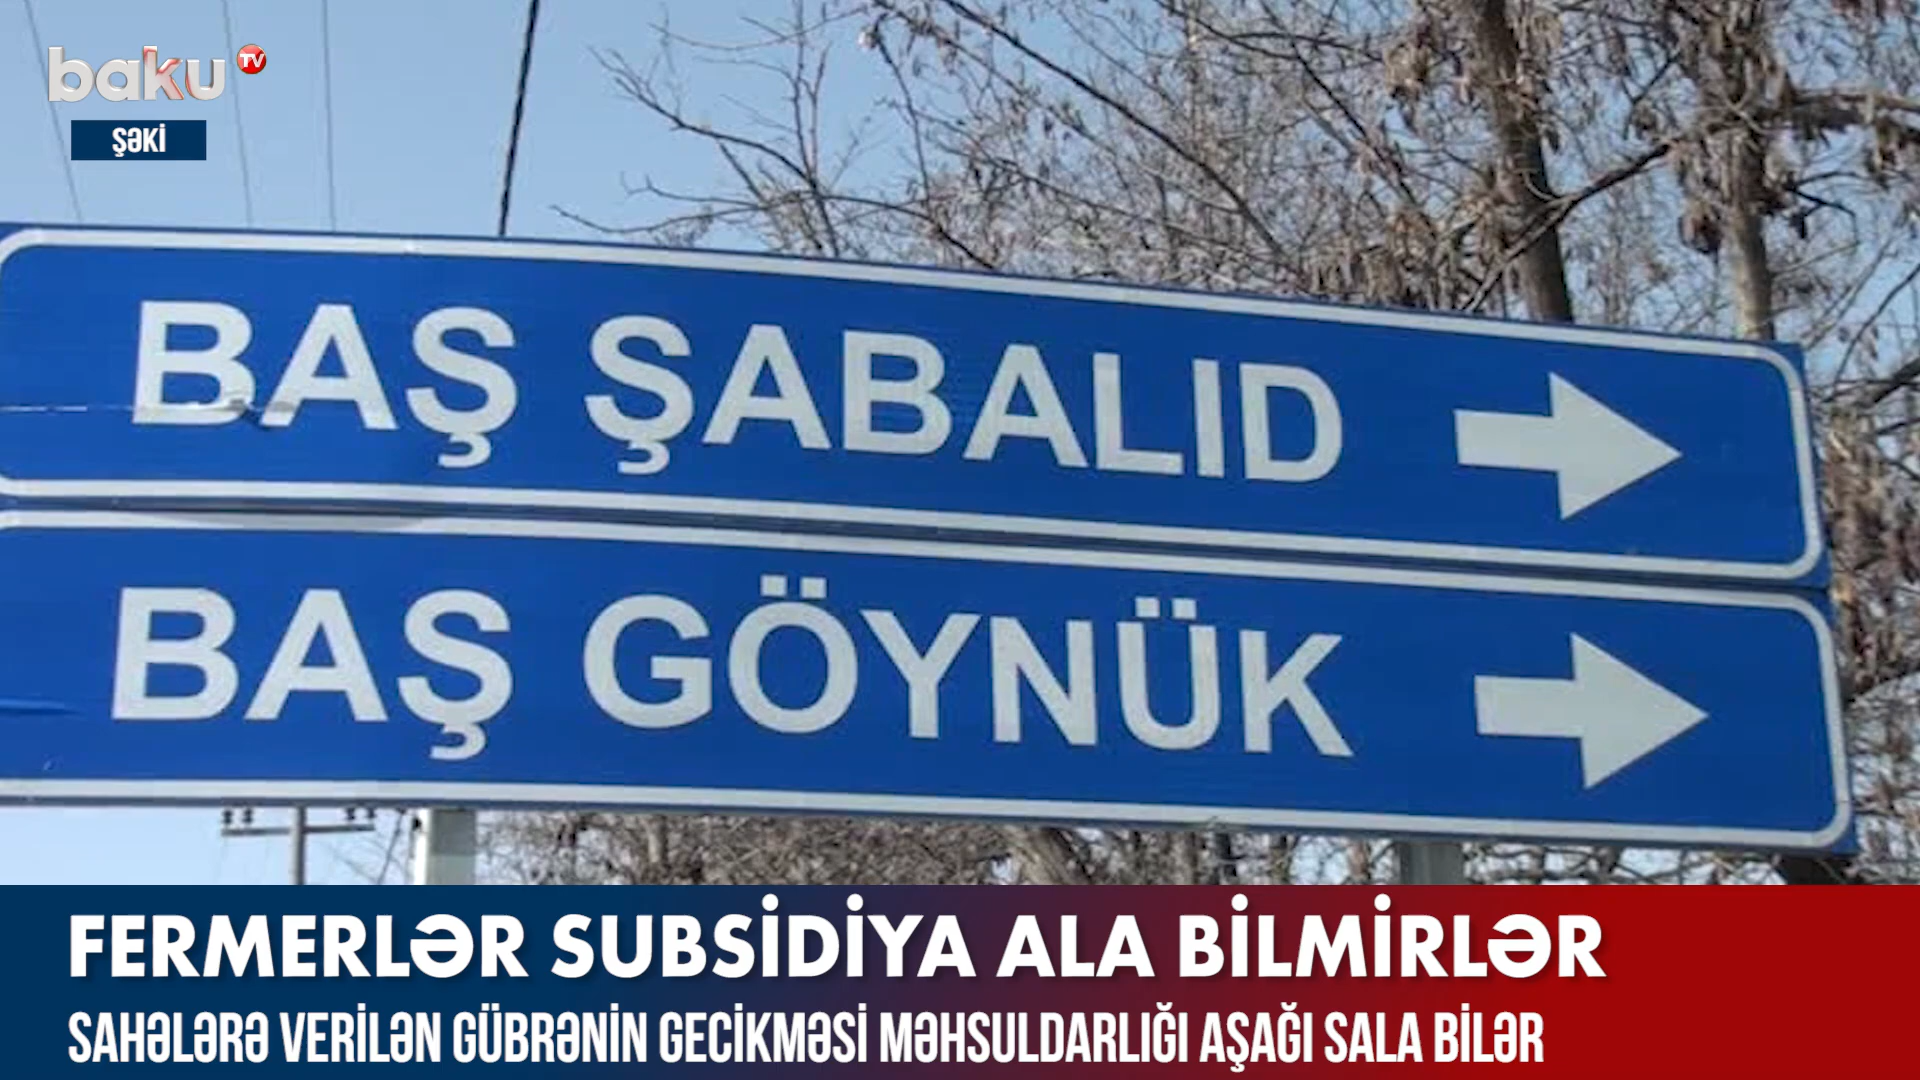 baku TV
ŞƏKİ
BAŞ ŞABALID
BAŞ GÖYNÜK
FERMERLƏR SUBSİDİYA ALA BİLMİRLƏR
SAHƏLƏRƏ VERİLƏN GÜBRƏNİN GECİKMƏSİ MƏHSULDARLIĞI AŞAĞI SALA BİLƏR